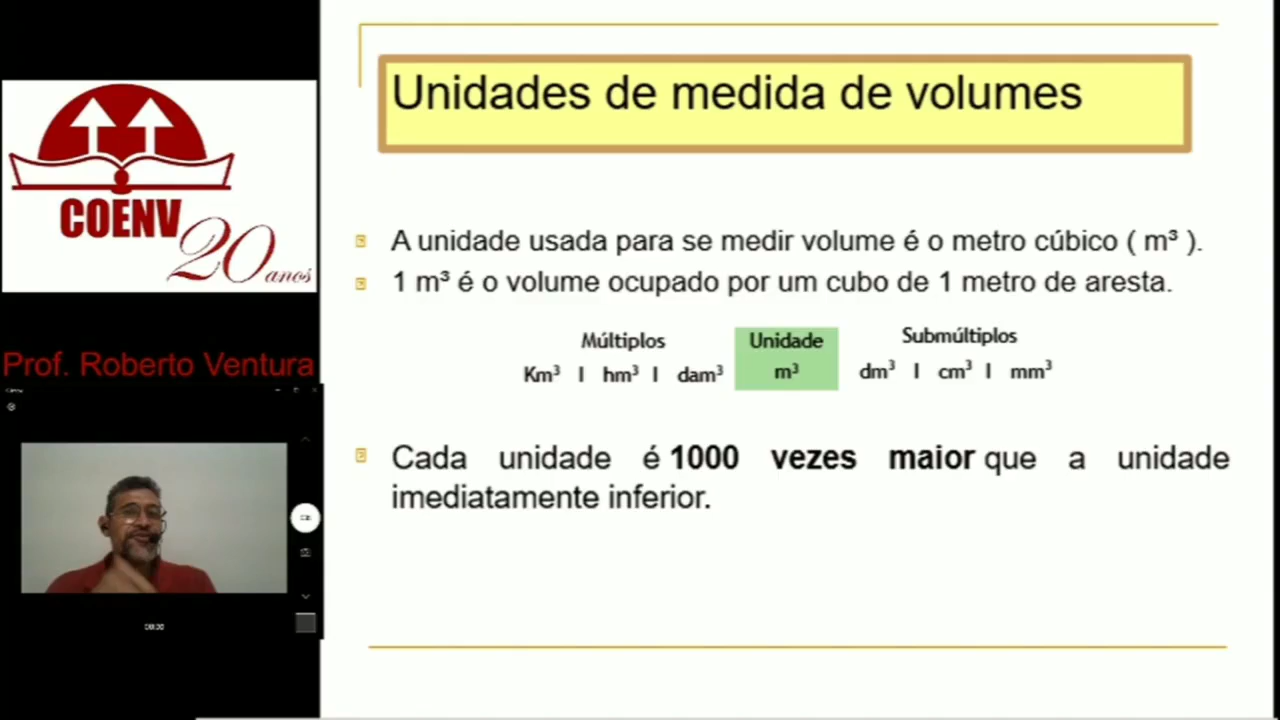 Unidades de medida de volumes
COENV
20 anos
A unidade usada para se medir volume é o metro cúbico ( m³ ).
1 m³ é o volume ocupado por um cubo de 1 metro de aresta.
Múltiplos Unidade Submúltiplos
Km³ | hm³ | dam³ m³ dm³ | cm³ | mm³
Prof. Roberto Ventura
Cada unidade é 1000 vezes maior que a unidade
imediatamente inferior.